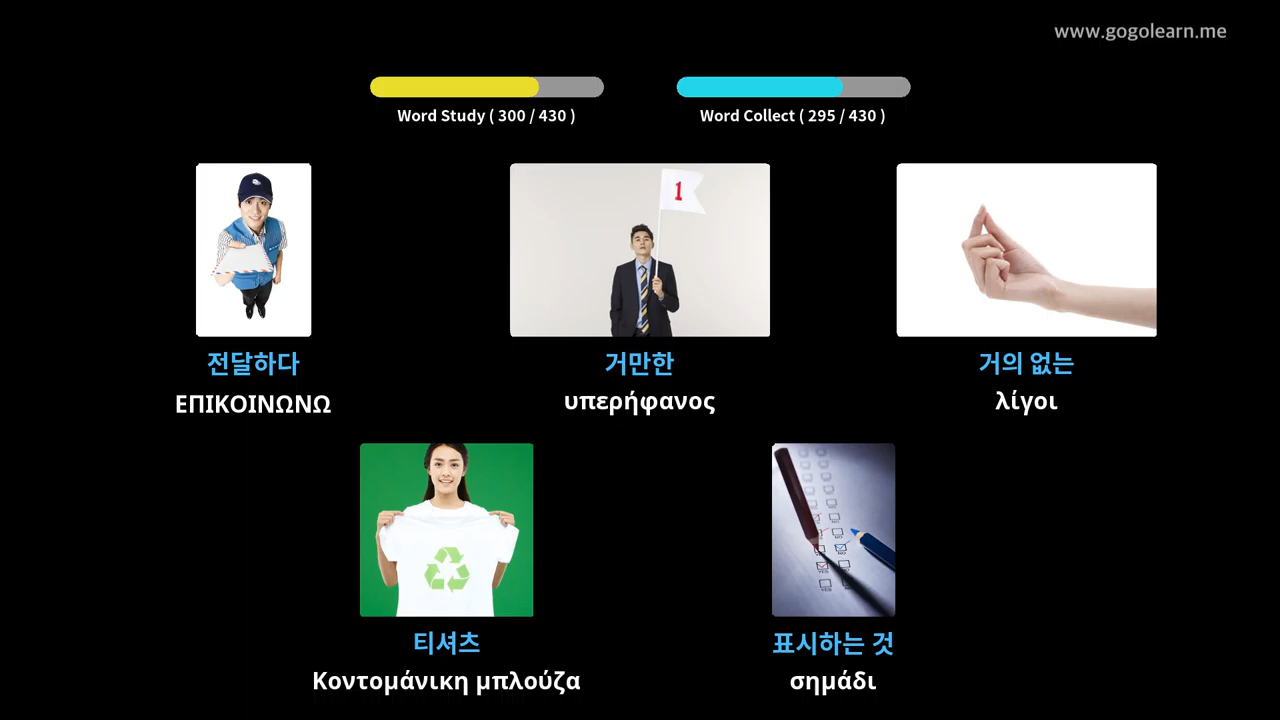 www.gogolearn.me
Word Study ( 300 / 430 )
Word Collect ( 295 / 430 )
1
전달하다
거만한
거의 없는
ΕΠΙΚΟΙΝΩΝΩ
υπερήφανος
λίγοι
티셔츠
표시하는 것
Κοντομάνικη μπλούζα
σημάδι